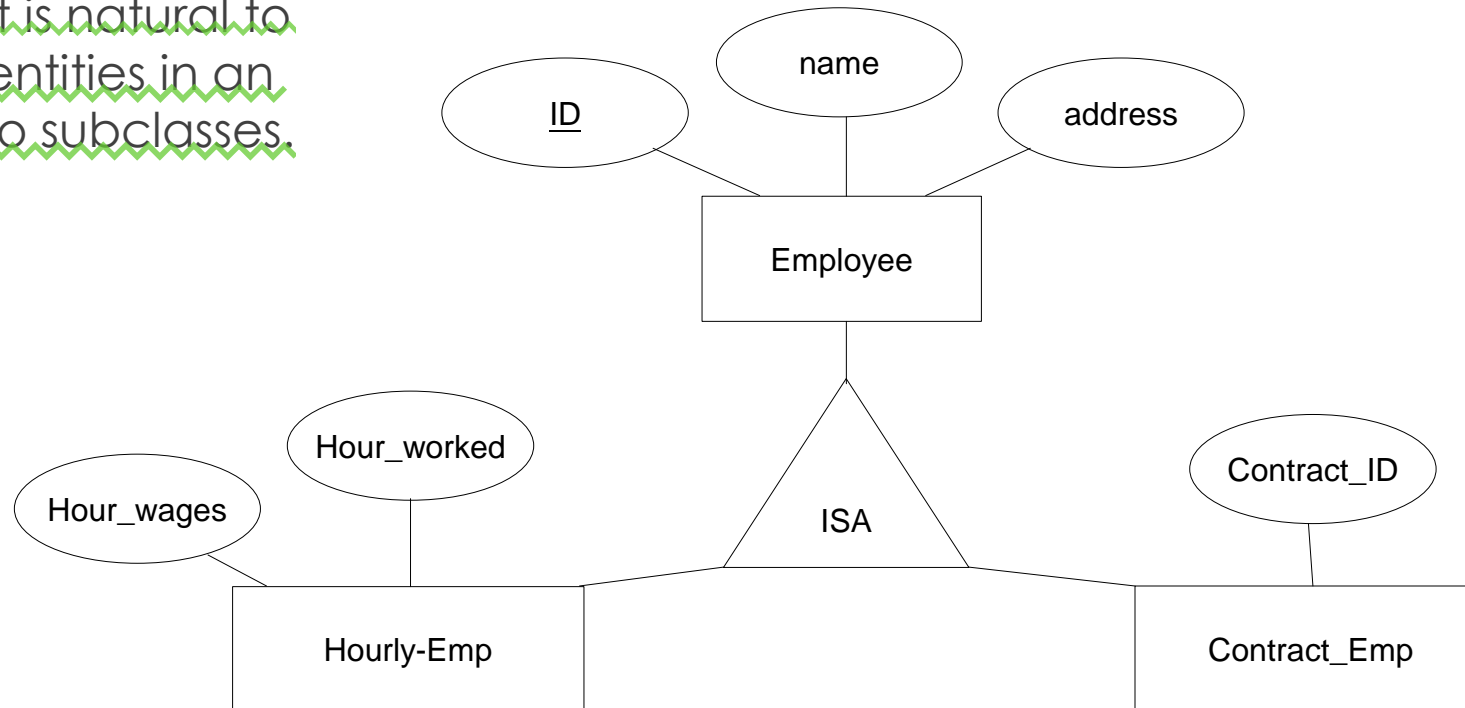 t is natural to
entities in an
o subclasses.
name
ID
address
Employee
Hour_worked
Contract_ID
Hour_wages
ISA
Hourly-Emp
Contract_Emp